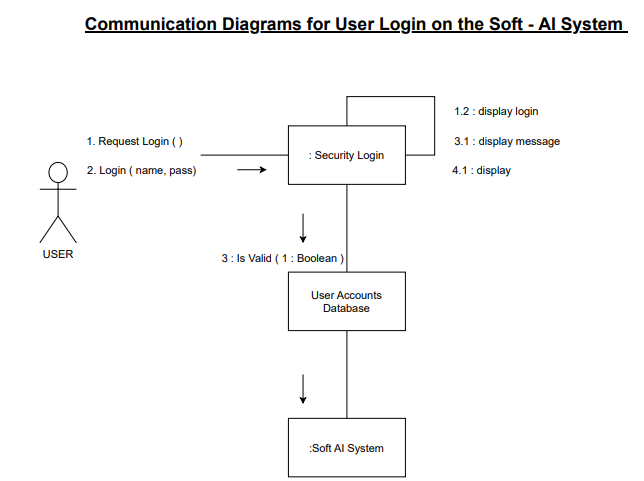 Communication Diagrams for User Login on the Soft - AI System
1.2 : display login
1. Request Login ( )
3.1 : display message
: Security Login
2. Login ( name, pass)
4.1 : display
USER
3 : Is Valid ( 1 : Boolean )
User Accounts
Database
:Soft AI System